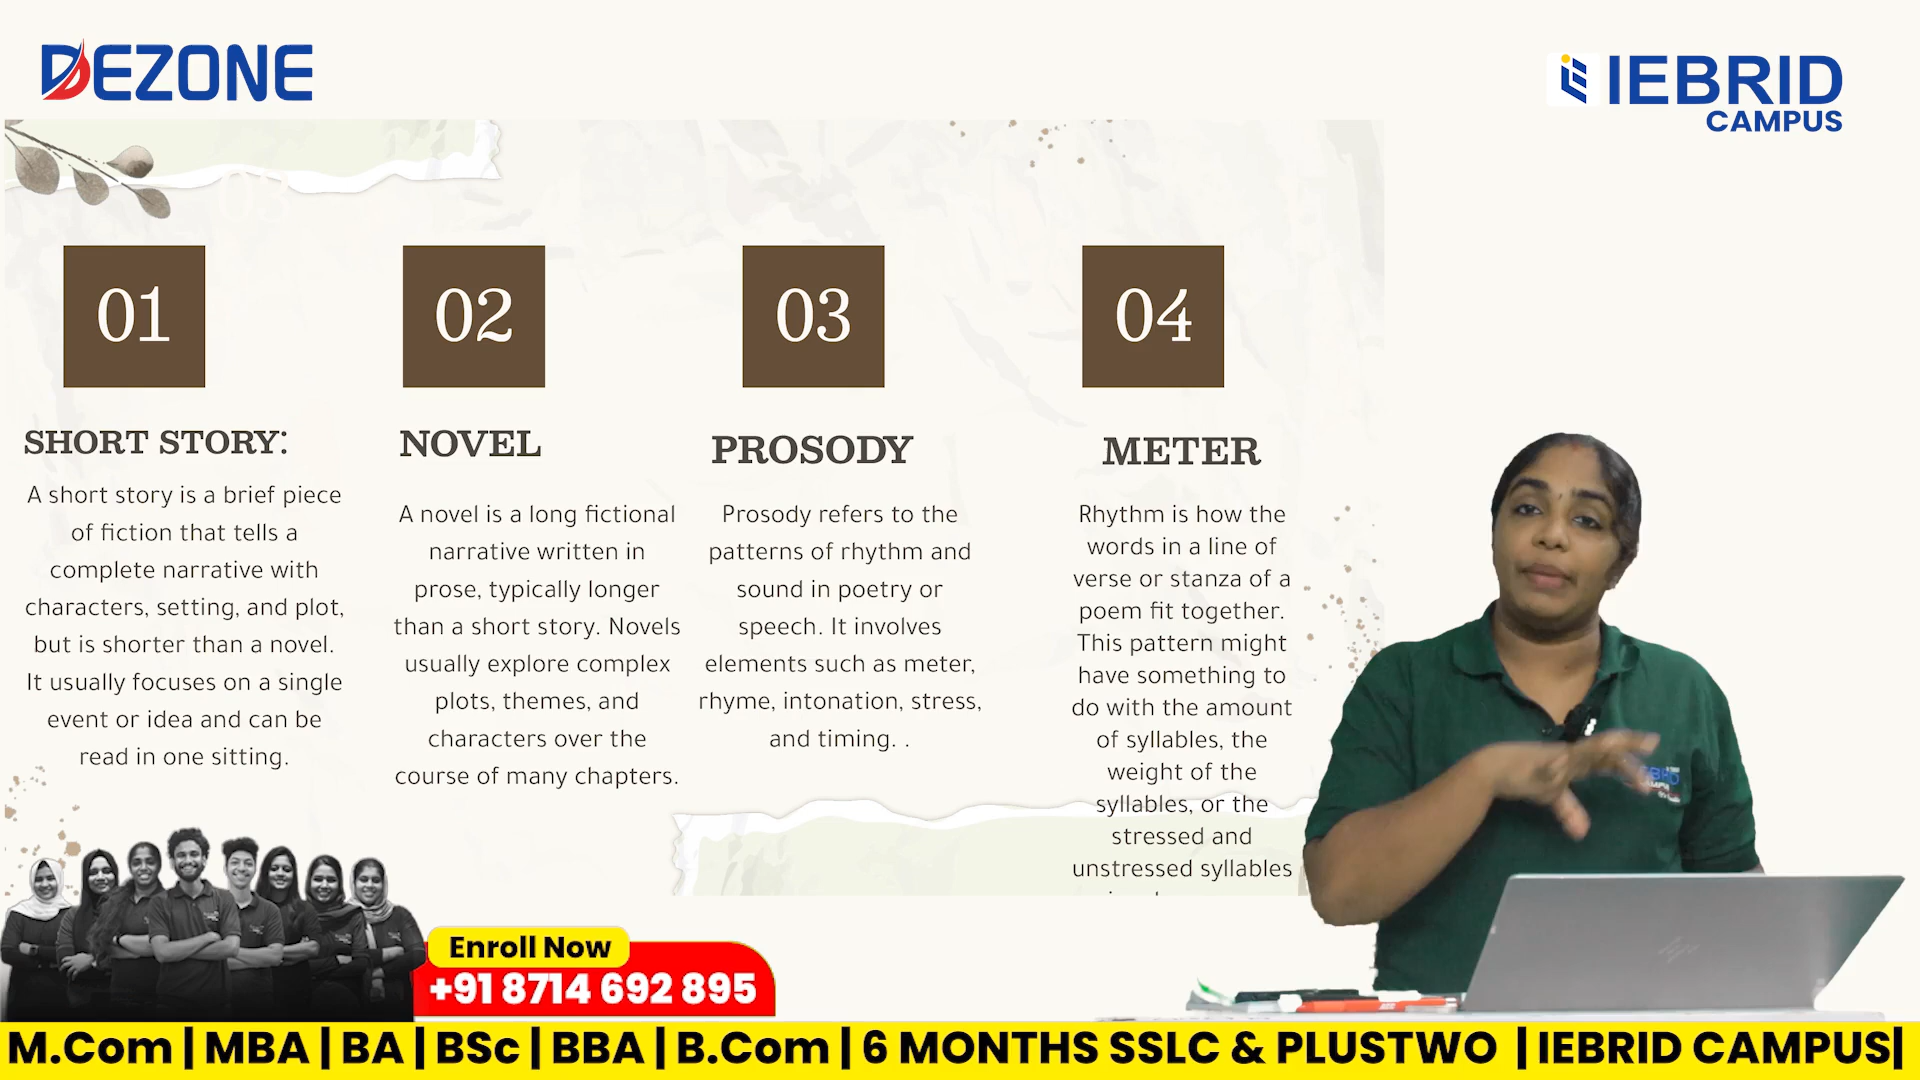 DEZONE
IEBRID
CAMPUS
01
SHORT STORY:
A short story is a brief piece
of fiction that tells a
complete narrative with
characters, setting, and plot,
but is shorter than a novel.
It usually focuses on a single
event or idea and can be
read in one sitting.
02
NOVEL
A novel is a long fictional
narrative written in
prose, typically longer
than a short story. Novels
usually explore complex
plots, themes, and
characters over the
course of many chapters.
03
PROSODY
Prosody refers to the
patterns of rhythm and
sound in poetry or
speech. It involves
elements such as meter,
rhyme, intonation, stress,
and timing. .
04
METER
Rhythm is how the
words in a line of
verse or stanza of a
poem fit together.
This pattern might
have something to
do with the amount
of syllables, the
weight of the
syllables, or the
stressed and
unstressed syllables
Enroll Now
+91 8714 692 895
M.Com | MBA | BA | BSc | BBA | B.Com | 6 MONTHS SSLC & PLUSTWO | IEBRID CAMPUS|